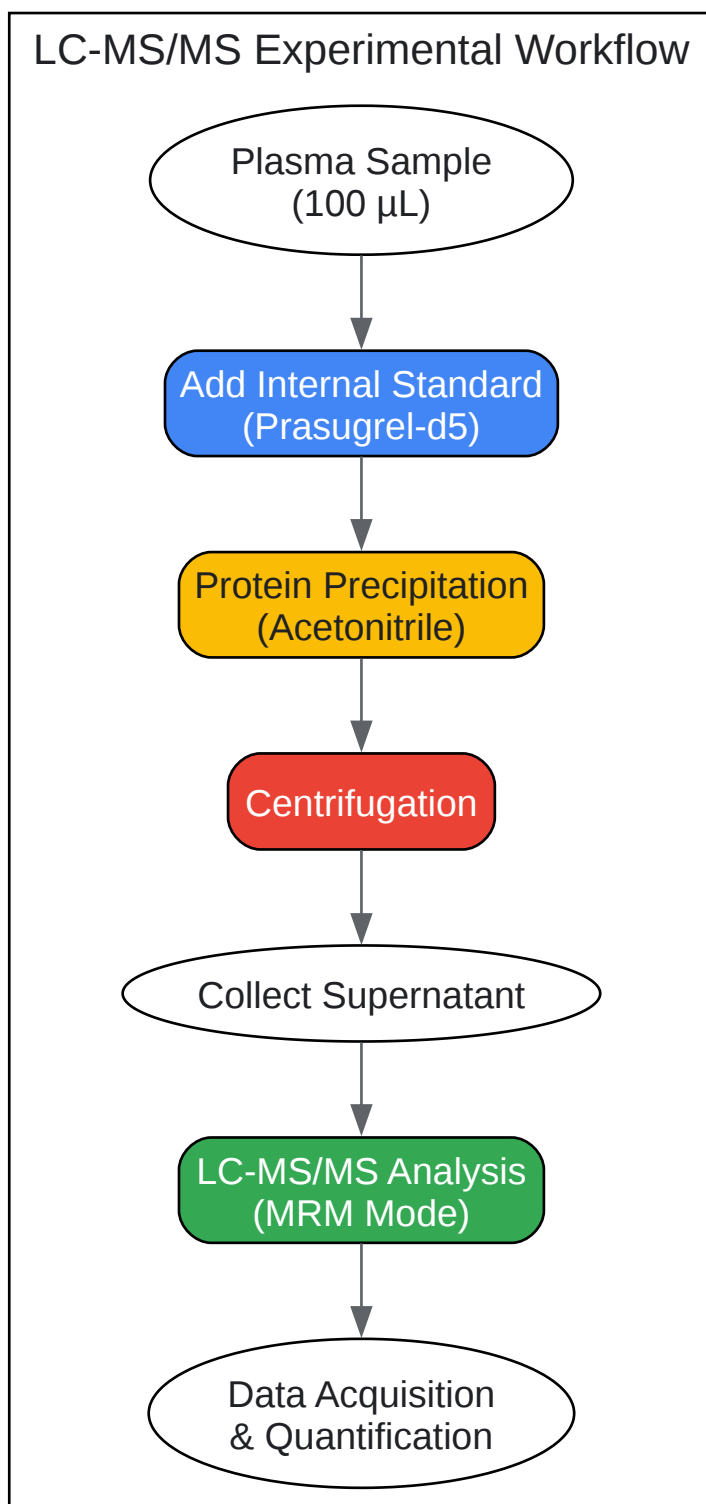 LC-MS/MS Experimental Workflow
Plasma Sample
(100 µL)
Add Internal Standard
(Prasugrel-d5)
Protein Precipitation
(Acetonitrile)
Centrifugation
Collect Supernatant
LC-MS/MS Analysis
(MRM Mode)
Data Acquisition
& Quantification